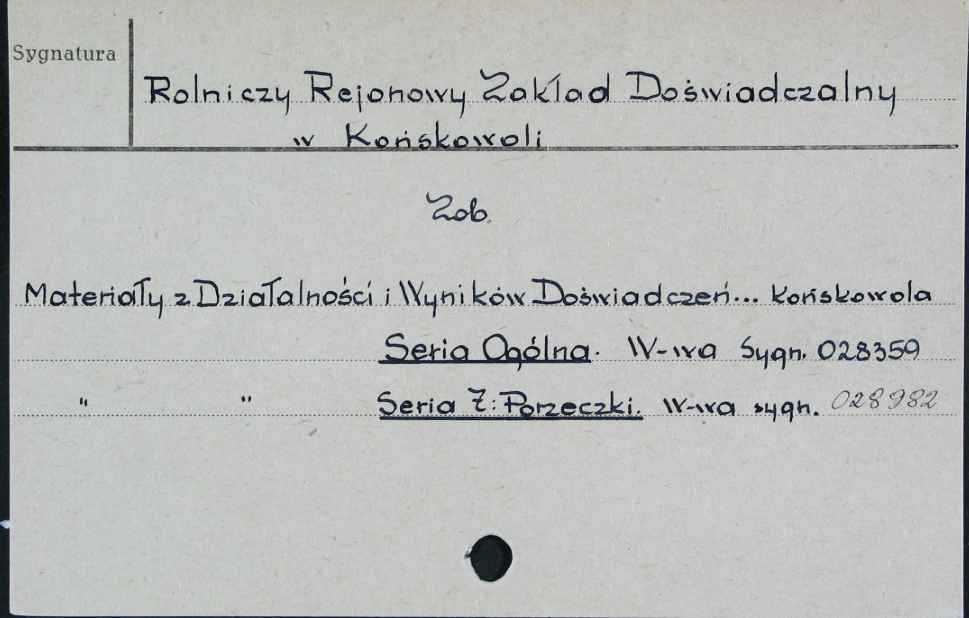 Sygnatura
Rolniczy Rejonowy Zakład Doświadczalny
w Końskowoli
Zob.
Materiały z Działalności i Wyników Doświadczeń... Końskowola
Seria Ogólna. W-wa Sygn. 028359
" " Seria Z: Porzeczki. W-wa sygn. 028982